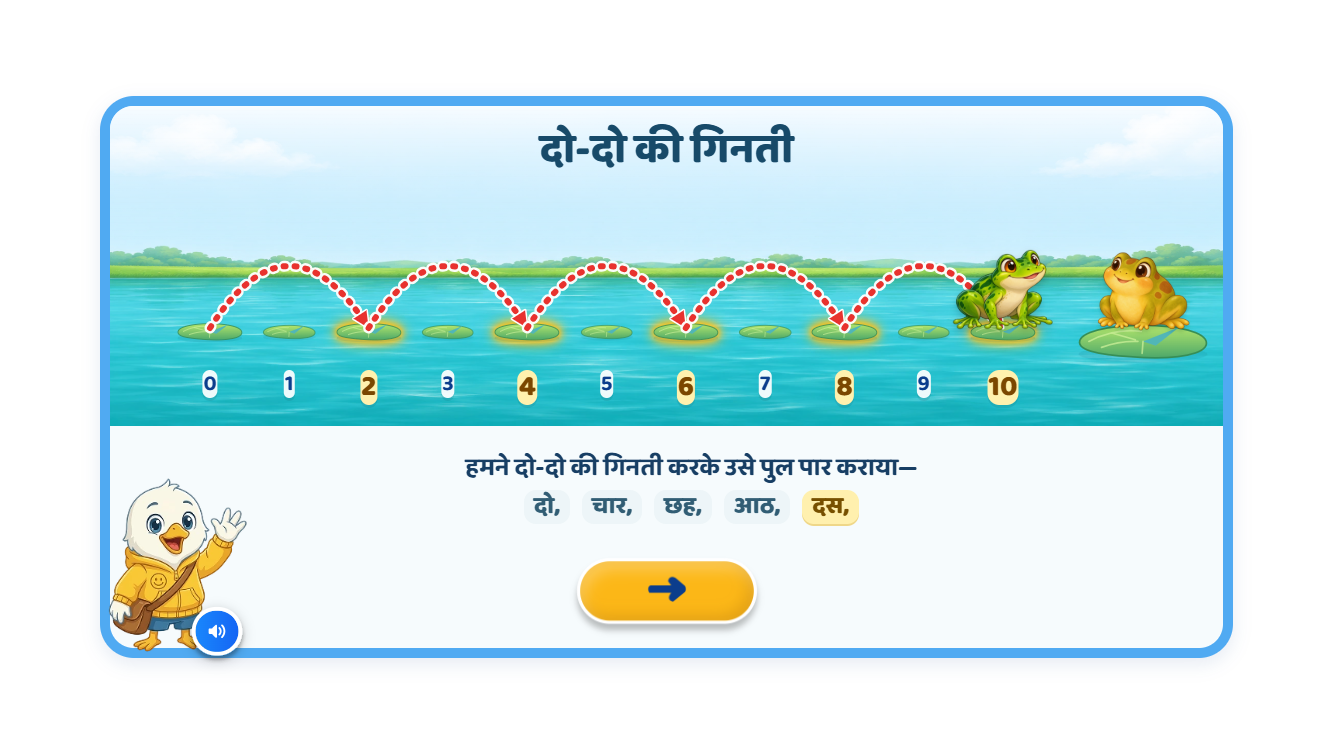 दो-दो की गिनती
0 1 2 3 4 5 6 7 8 9 10
हमने दो-दो की गिनती करके उसे पुल पार कराया—
दो, चार, छह, आठ, दस,